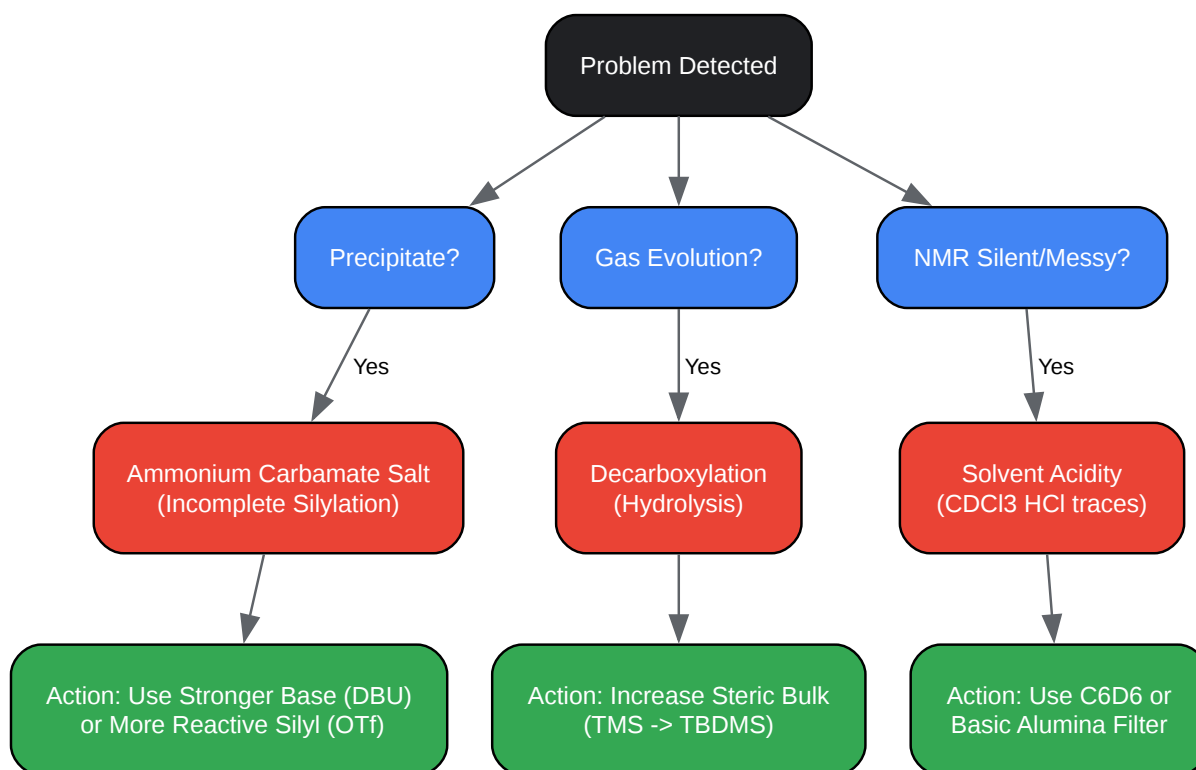 Problem Detected
Precipitate?
Gas Evolution?
NMR Silent/Messy?
Yes
Yes
Yes
Ammonium Carbamate Salt
(Incomplete Silylation)
Decarboxylation
(Hydrolysis)
Solvent Acidity
(CDCl3 HCl traces)
Action: Use Stronger Base (DBU)
or More Reactive Silyl (OTf)
Action: Increase Steric Bulk
(TMS -> TBDMS)
Action: Use C6D6 or
Basic Alumina Filter